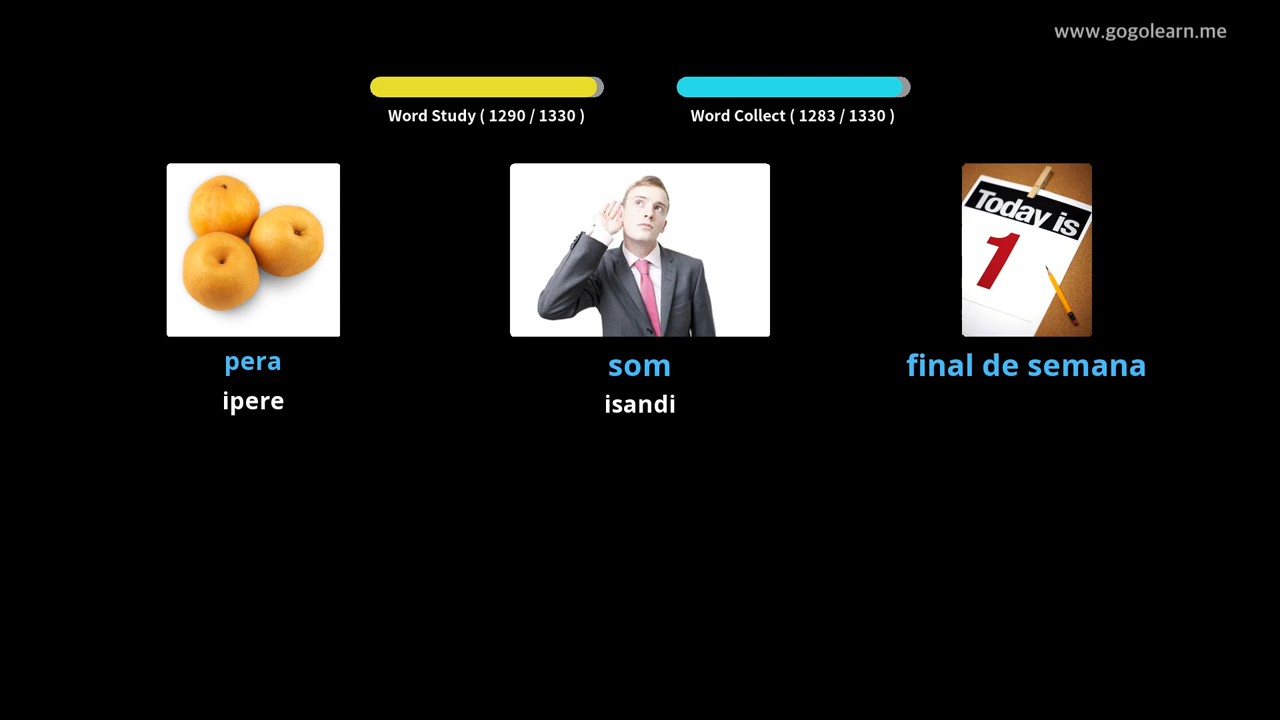 www.gogolearn.me
Word Study ( 1290 / 1330 )
Word Collect ( 1283 / 1330 )
Today is
1
pera
som
final de semana
ipere
isandi